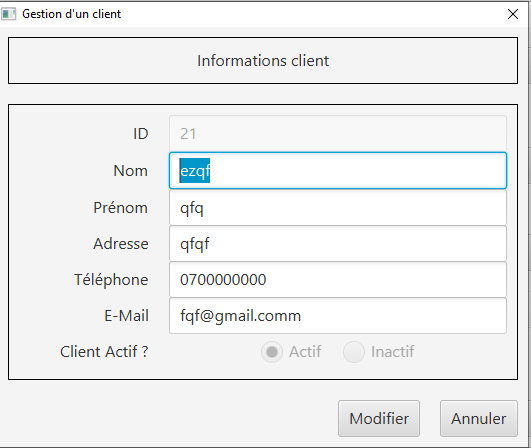 Gestion d'un client
Informations client
ID 21
Nom ezqf
Prénom qfq
Adresse qfqf
Téléphone 0700000000
E-Mail fqf@gmail.comm
Client Actif ? Actif Inactif
Modifier Annuler